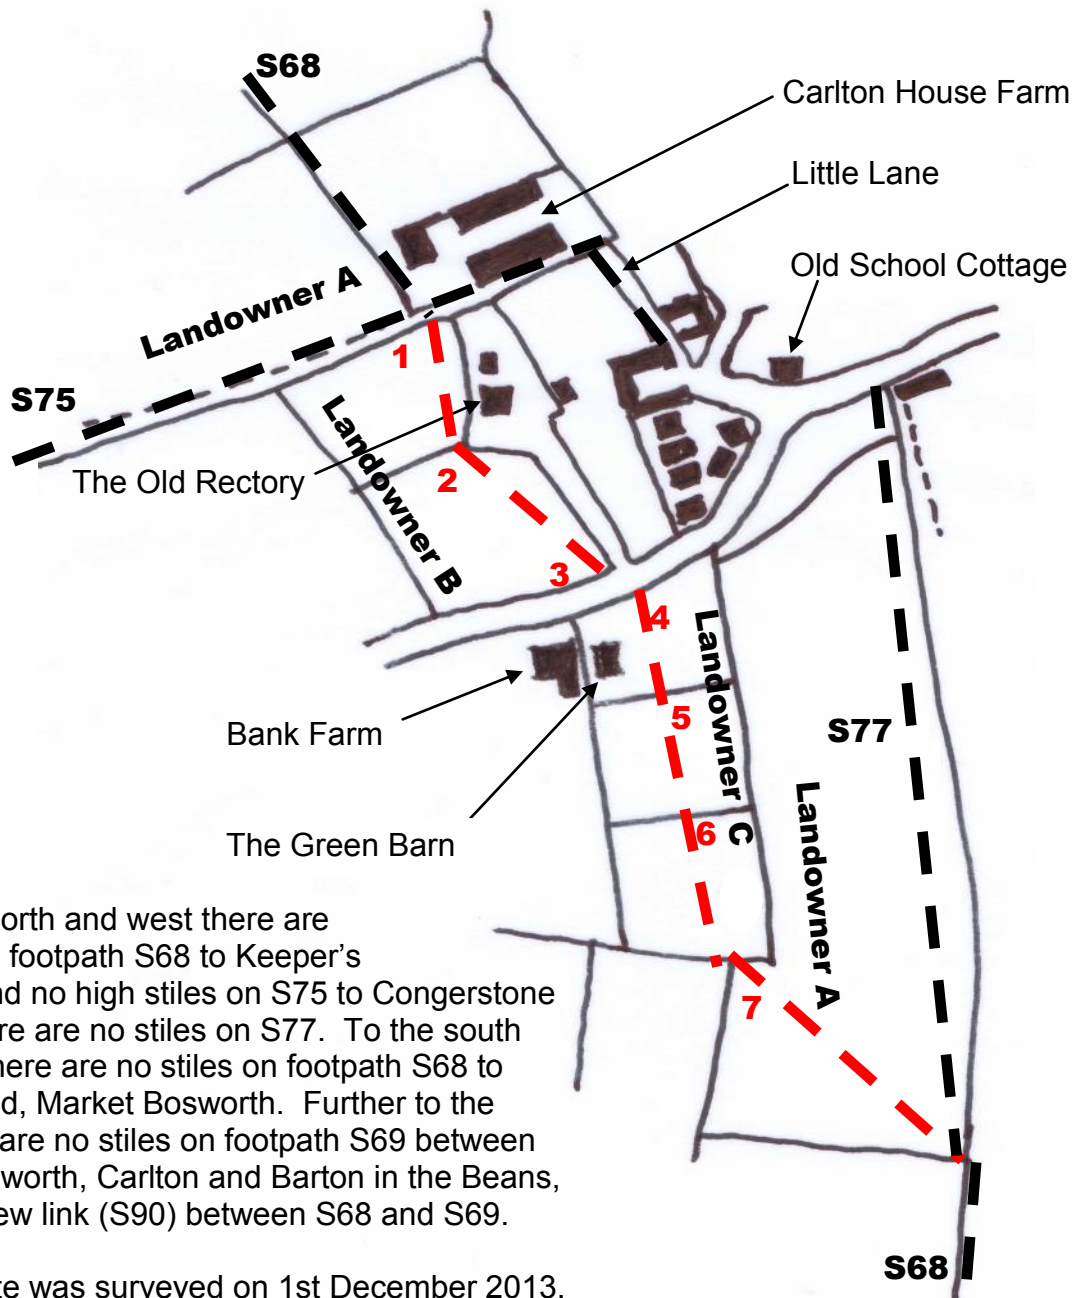 S68
Carlton House Farm
Little Lane
Old School Cottage
Landowner A
S75
1
The Old Rectory
2
Landowner B
3
4
Landowner C
5
Bank Farm
S77
6
The Green Barn
Landowner A
7
orth and west there are
footpath S68 to Keeper's
nd no high stiles on S75 to Congerstone
re are no stiles on S77. To the south
here are no stiles on footpath S68 to
d, Market Bosworth. Further to the
are no stiles on footpath S69 between
worth, Carlton and Barton in the Beans,
ew link (S90) between S68 and S69.
te was surveyed on 1st December 2013.
S68